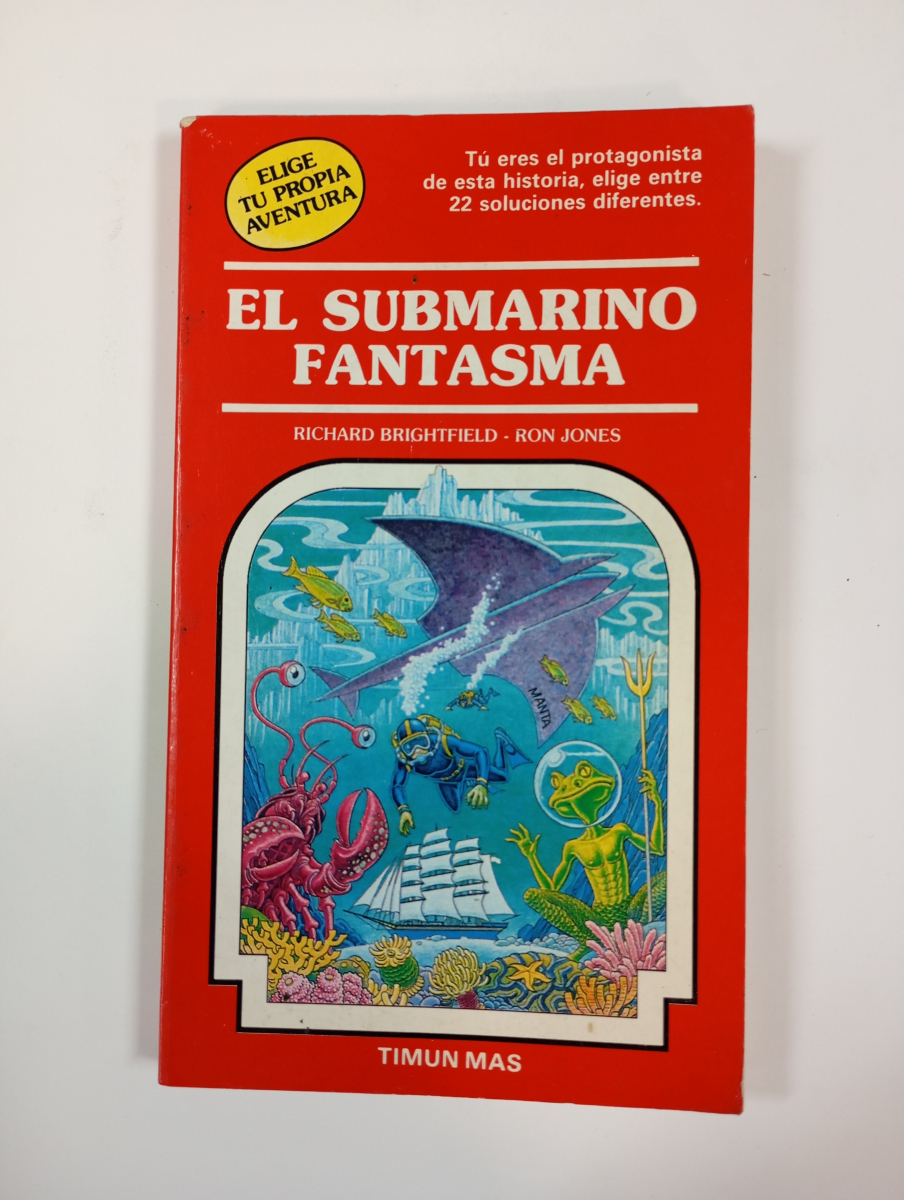 ELIGE
TU PROPIA
AVENTURA
Tú eres el protagonista
de esta historia, elige entre
22 soluciones diferentes.
EL SUBMARINO
FANTASMA
RICHARD BRIGHTFIELD - RON JONES
MANTA
TIMUN MAS